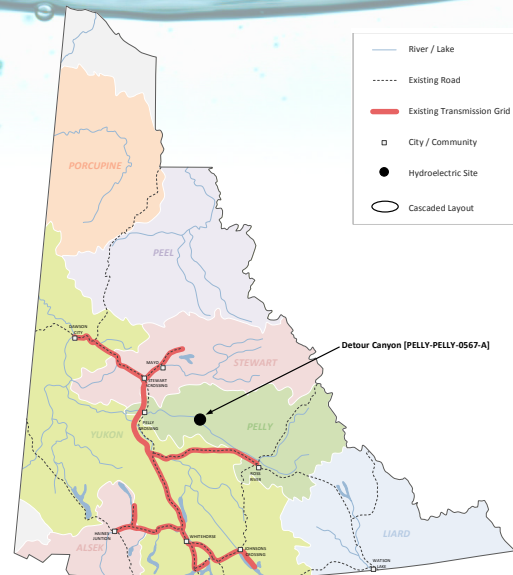 River / Lake
Existing Road
Existing Transmission Grid
City / Community
Hydroelectric Site
Cascaded Layout
PORCUPINE
PEEL
DAWSON
CITY
MAYO
STEWART
STEWART
CROSSING
Detour Canyon [PELLY-PELLY-0567-A]
PELLY
CROSSING
YUKON
PELLY
ROSS
RIVER
HAINES
JUNCTION
WHITEHORSE
LIARD
ALSEK
JOHNSONS
CROSSING
WATSON
LAKE